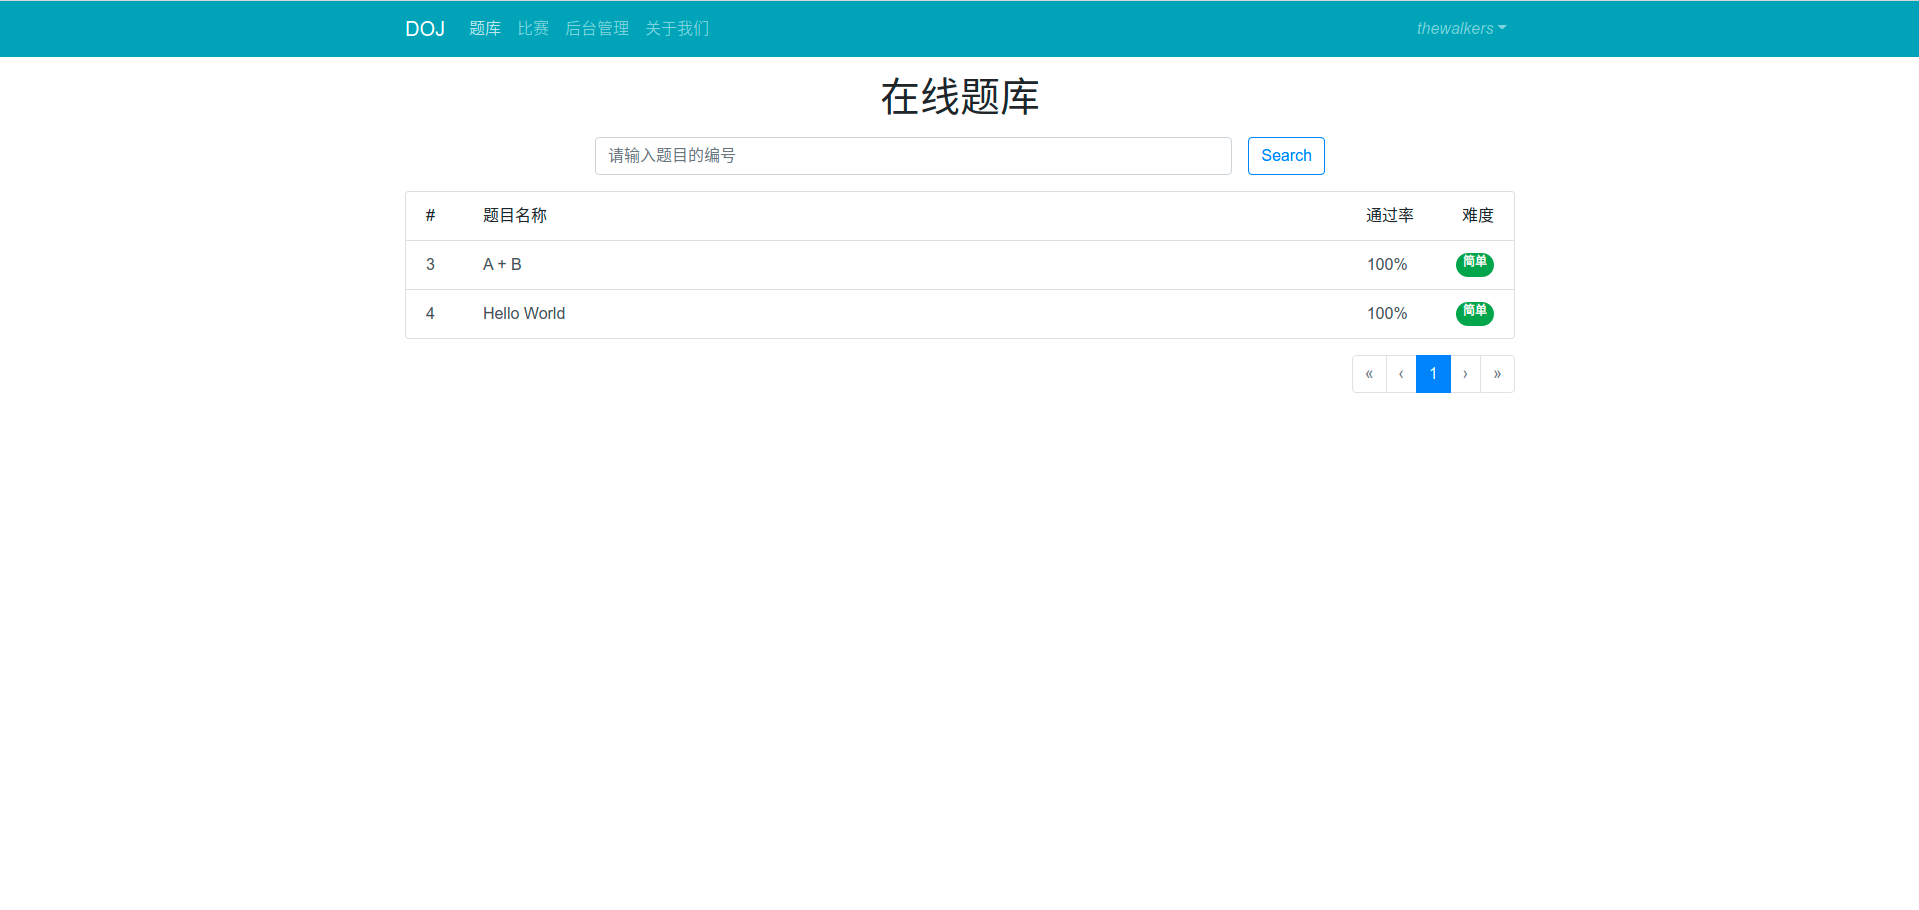 DOJ 题库 比赛 后台管理 关于我们 thewalkers
在线题库
请输入题目的编号 Search
# 题目名称 通过率 难度
3 A + B 100% 简单
4 Hello World 100% 简单
« ‹ 1 › »